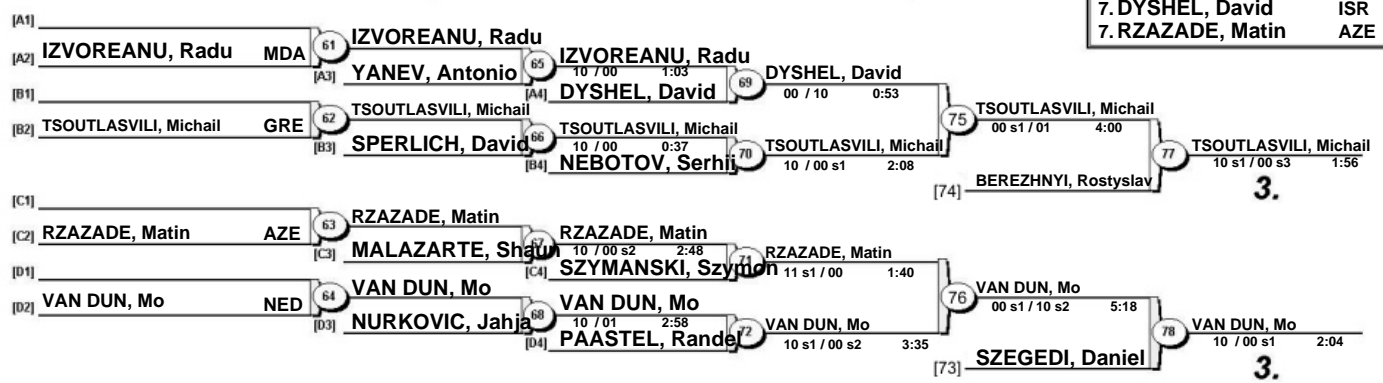 7. DYSHEL, David ISR
7. RZAZADE, Matin AZE
[A1]
[A2] IZVOREANU, Radu MDA
61
IZVOREANU, Radu
[A3] YANEV, Antonio
65
IZVOREANU, Radu
10 / 00 1:03
[A4] DYSHEL, David
69
DYSHEL, David
00 / 10 0:53
[B1]
[B2] TSOUTLASVILI, Michail GRE
62
TSOUTLASVILI, Michail
[B3] SPERLICH, David
66
TSOUTLASVILI, Michail
10 / 00 0:37
[B4] NEBOTOV, Serhii
70
TSOUTLASVILI, Michail
10 / 00 s1 2:08
75
TSOUTLASVILI, Michail
00 s1 / 01 4:00
[74] BEREZHNYI, Rostyslav
77
TSOUTLASVILI, Michail
10 s1 / 00 s3 1:56
3.
[C1]
[C2] RZAZADE, Matin AZE
63
RZAZADE, Matin
[C3] MALAZARTE, Shaun
67
RZAZADE, Matin
10 / 00 s2 2:48
[C4] SZYMANSKI, Szymon
71
RZAZADE, Matin
11 s1 / 00 1:40
[D1]
[D2] VAN DUN, Mo NED
64
VAN DUN, Mo
[D3] NURKOVIC, Jahja
68
VAN DUN, Mo
10 / 01 2:58
[D4] PAASTEL, Randel
72
VAN DUN, Mo
10 s1 / 00 s2 3:35
76
VAN DUN, Mo
00 s1 / 10 s2 5:18
[73] SZEGEDI, Daniel
78
VAN DUN, Mo
10 / 00 s1 2:04
3.